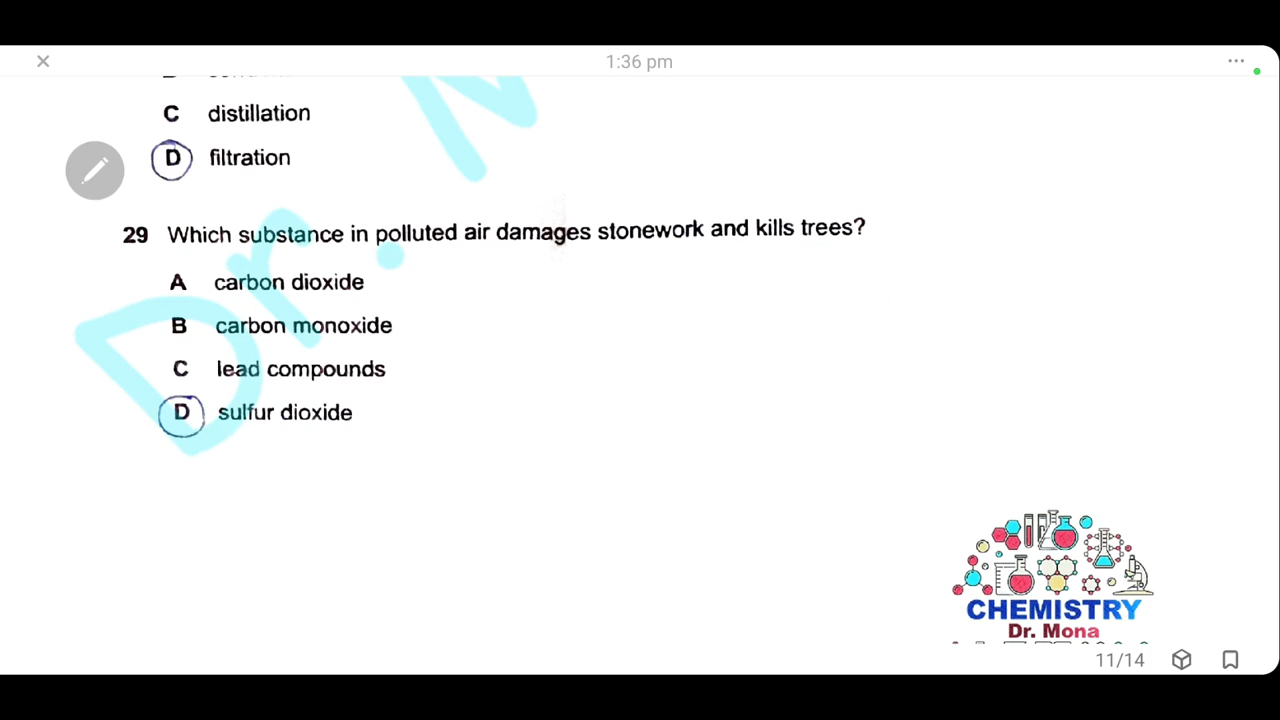 1:36 pm
C distillation
D filtration
29 Which substance in polluted air damages stonework and kills trees?
A carbon dioxide
B carbon monoxide
C lead compounds
D sulfur dioxide
Dr. M
CHEMISTRY
Dr. Mona
11/14